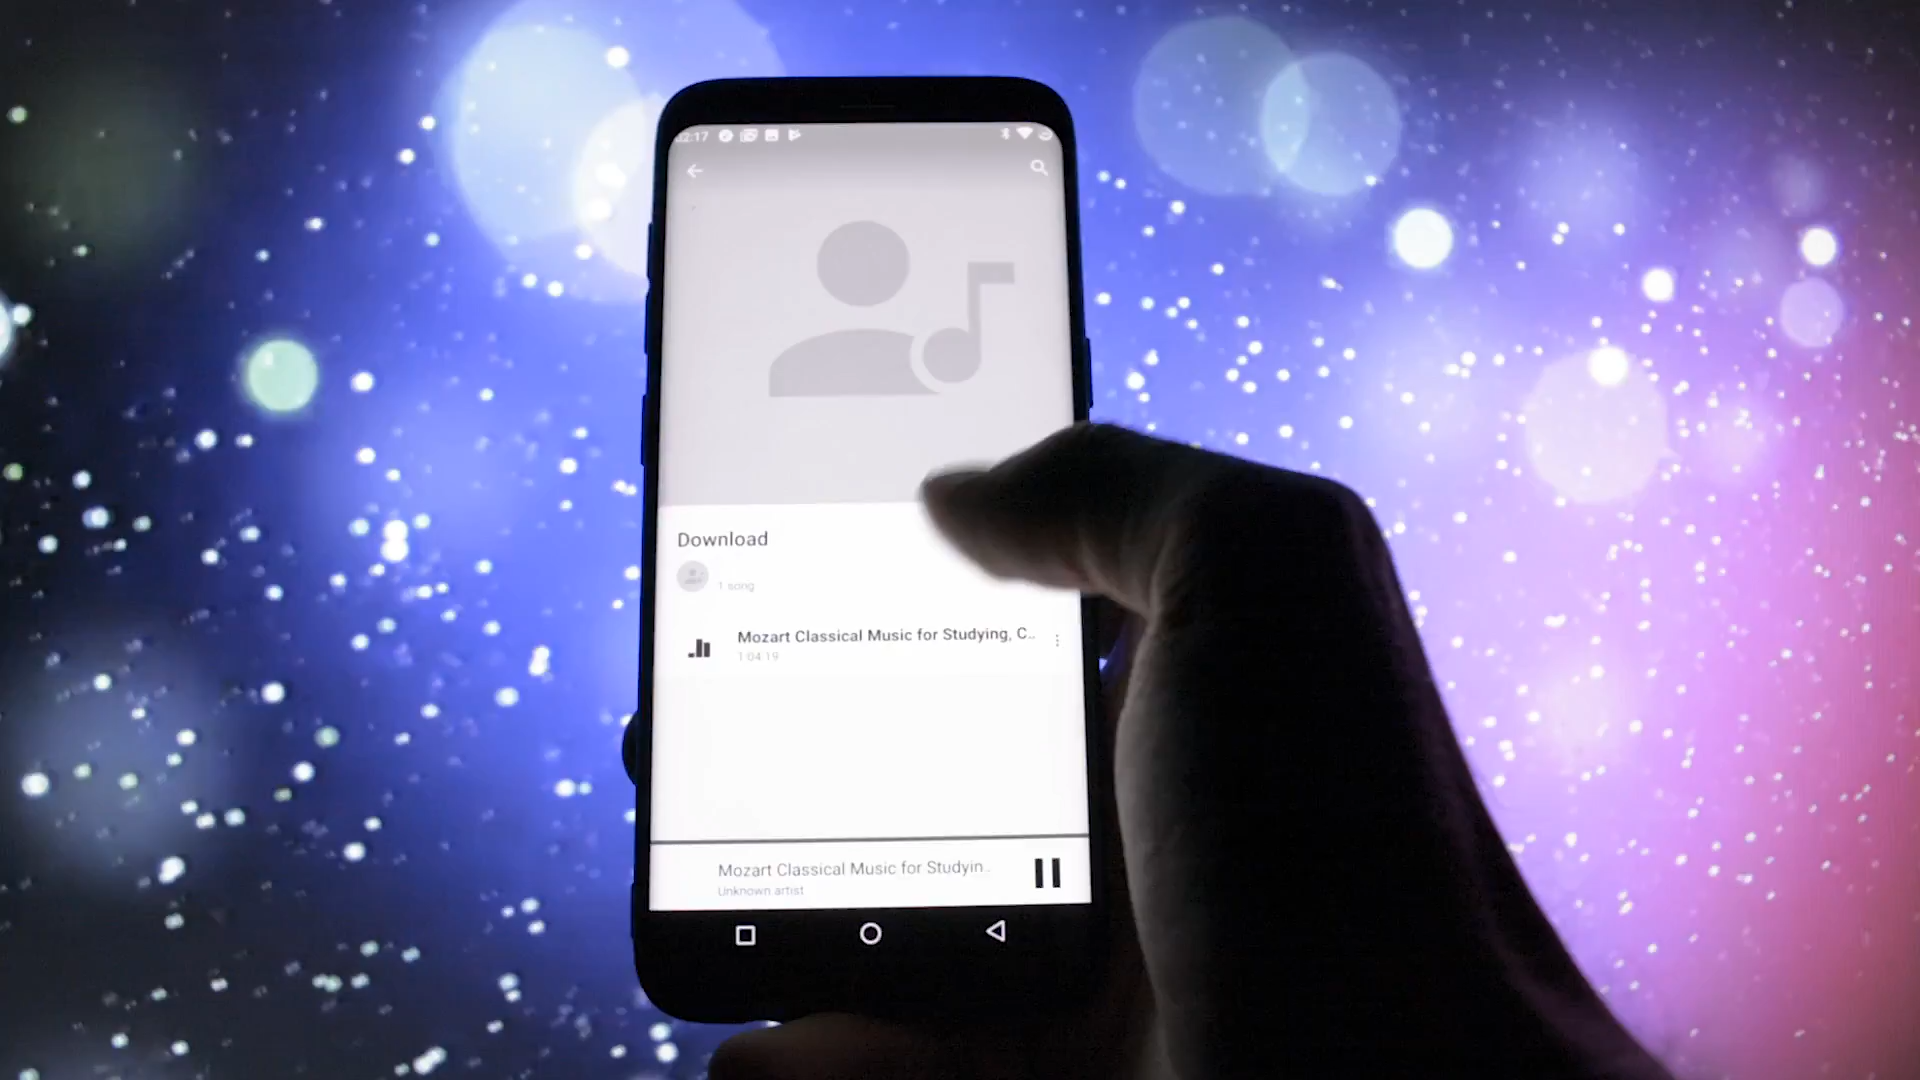 2:17
Download
1 song
Mozart Classical Music for Studying, C..
1:04:19
Mozart Classical Music for Studyin..
Unknown artist